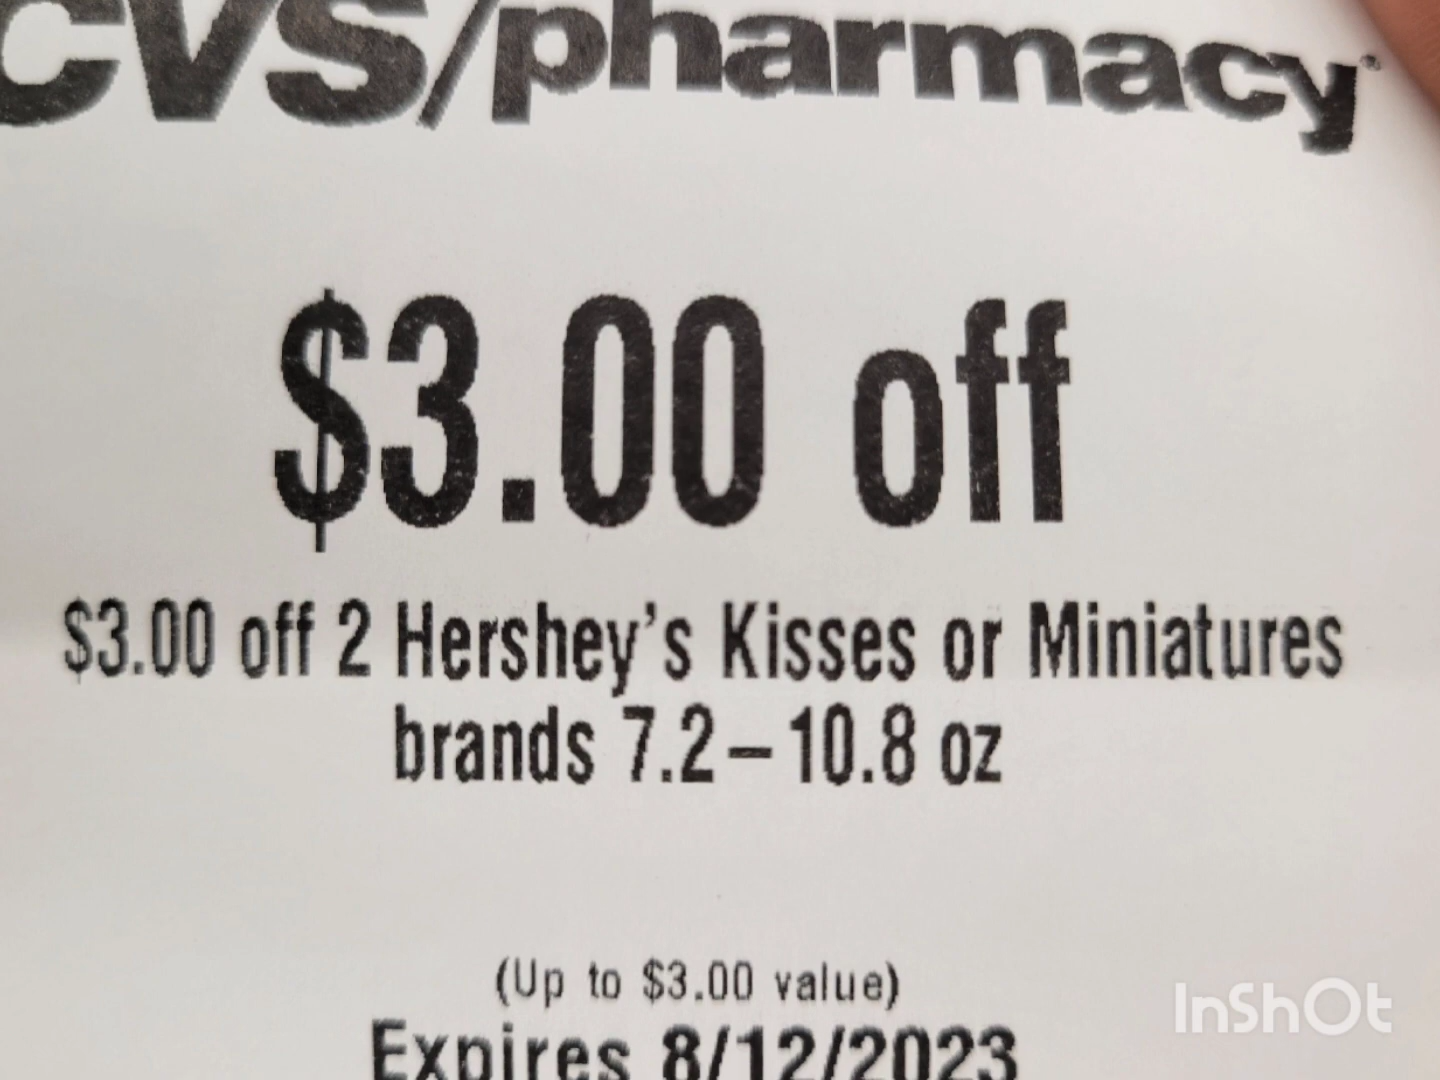 CVS/pharmacy
$3.00 off
$3.00 off 2 Hershey's Kisses or Miniatures
brands 7.2–10.8 oz
(Up to $3.00 value)
Expires 8/12/2023
InShOt